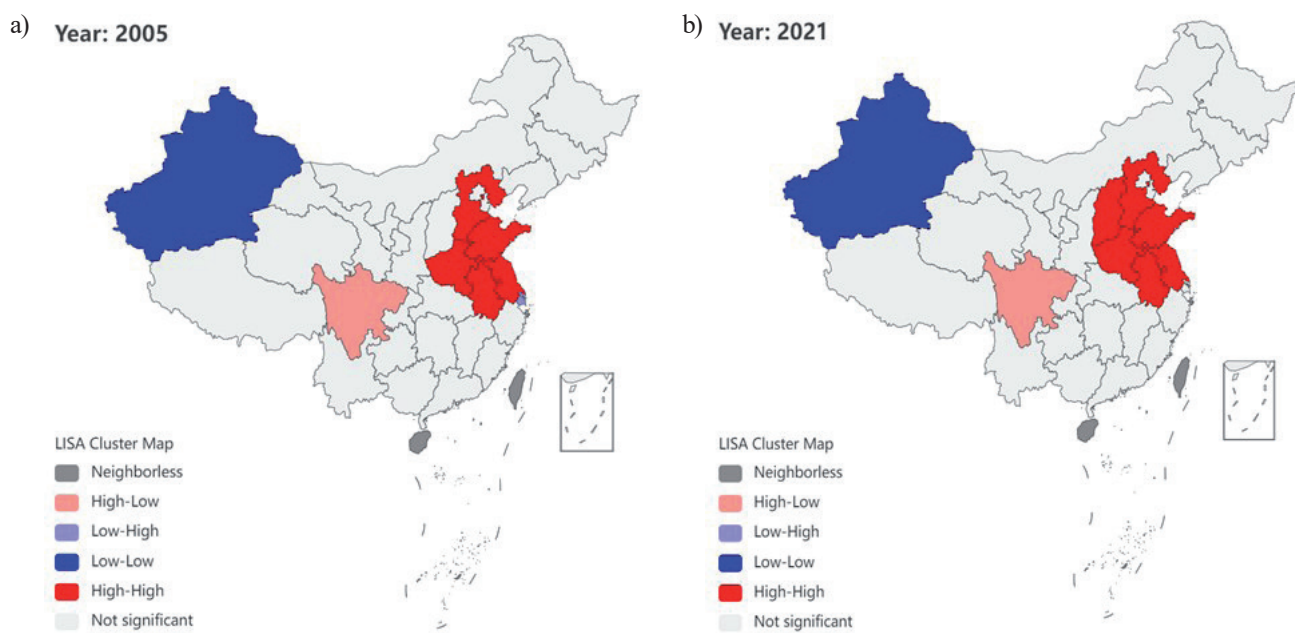 a) Year: 2005
LISA Cluster Map
Neighborless
High-Low
Low-High
Low-Low
High-High
Not significant
b) Year: 2021
LISA Cluster Map
Neighborless
High-Low
Low-High
Low-Low
High-High
Not significant